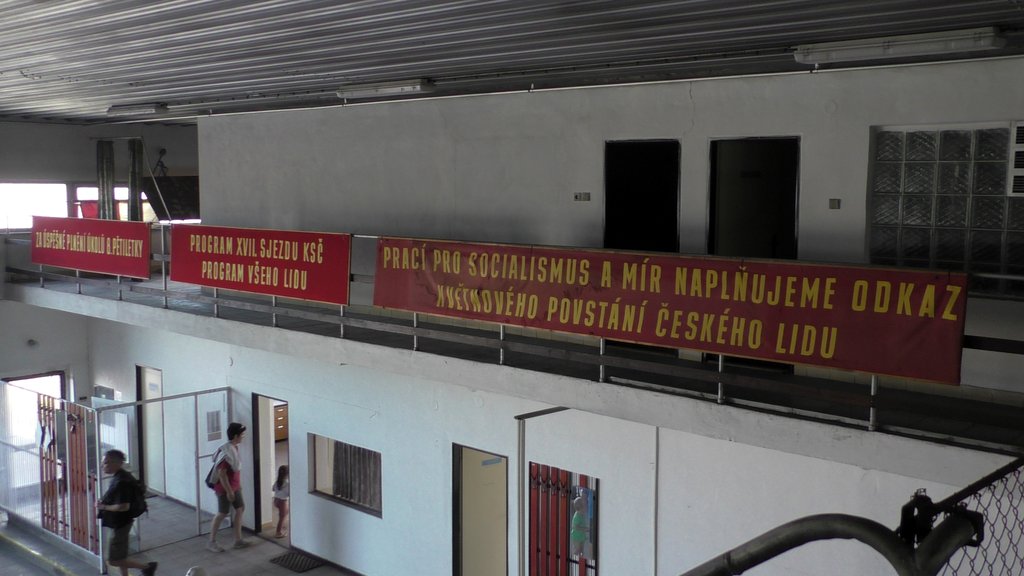 ZA ÚSPĚŠNÉ PLNĚNÍ ÚKOLŮ 8. PĚTILETKY
PROGRAM XVII. SJEZDU KSČ
PROGRAM VŠEHO LIDU
PRACÍ PRO SOCIALISMUS A MÍR NAPLŇUJEME ODKAZ
KVĚTNOVÉHO POVSTÁNÍ ČESKÉHO LIDU